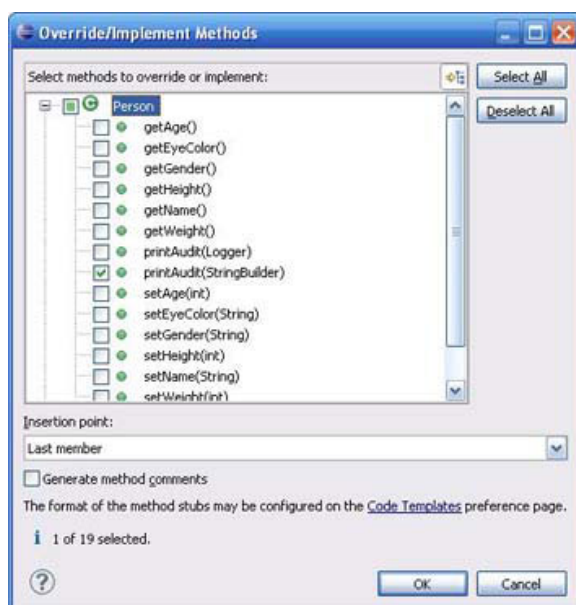 Override/Implement Methods
Select methods to override or implement:
Select All
Deselect All
Person
getAge()
getEyeColor()
getGender()
getHeight()
getName()
getWeight()
printAudit(Logger)
printAudit(StringBuilder)
setAge(int)
setEyeColor(String)
setGender(String)
setHeight(int)
setName(String)
setWeight(int)
Insertion point:
Last member
Generate method comments
The format of the method stubs may be configured on the Code Templates preference page.
1 of 19 selected.
OK
Cancel